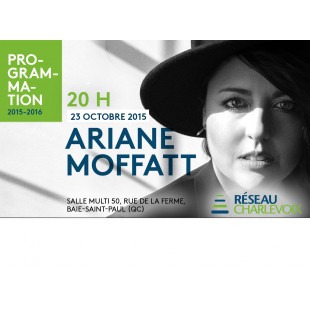 PRO-
GRAM-
MA-
TION
2015-2016
20 H
23 OCTOBRE 2015
ARIANE
MOFFATT
SALLE MULTI 50, RUE DE LA FERME,
BAIE-SAINT-PAUL (QC)
RÉSEAU
CHARLEVOIX